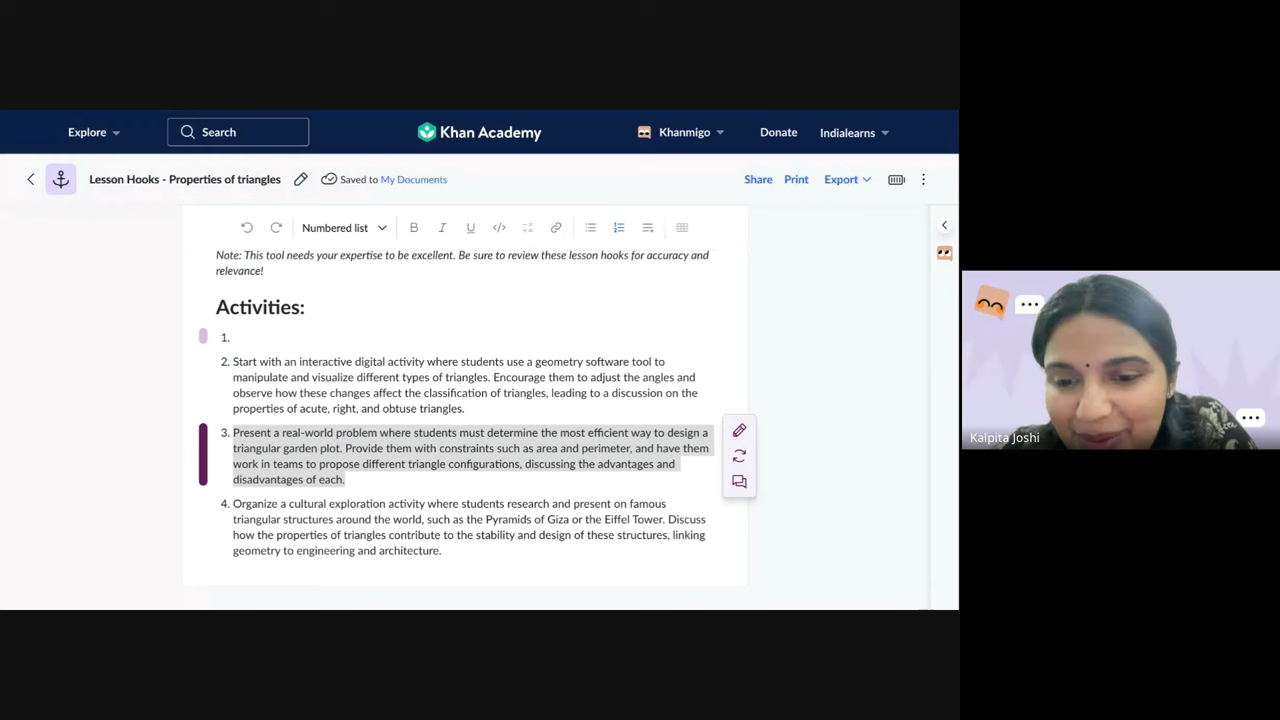 Explore
Search
Khan Academy
Khanmigo
Donate
Indialearns
Lesson Hooks - Properties of triangles
Saved to My Documents
Share
Print
Export
Numbered list
B I U </>
Note: This tool needs your expertise to be excellent. Be sure to review these lesson hooks for accuracy and
relevance!
Activities:
1.
2. Start with an interactive digital activity where students use a geometry software tool to
manipulate and visualize different types of triangles. Encourage them to adjust the angles and
observe how these changes affect the classification of triangles, leading to a discussion on the
properties of acute, right, and obtuse triangles.
3. Present a real-world problem where students must determine the most efficient way to design a
triangular garden plot. Provide them with constraints such as area and perimeter, and have them
work in teams to propose different triangle configurations, discussing the advantages and
disadvantages of each.
4. Organize a cultural exploration activity where students research and present on famous
triangular structures around the world, such as the Pyramids of Giza or the Eiffel Tower. Discuss
how the properties of triangles contribute to the stability and design of these structures, linking
geometry to engineering and architecture.
Kalpita Joshi